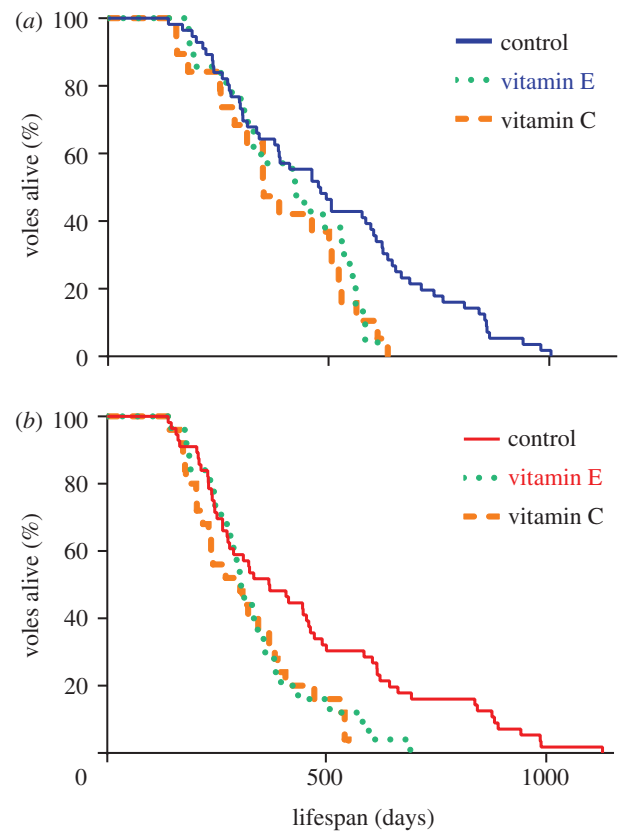 (a)
100
80
60
40
20
0
voles alive (%)
control
vitamin E
vitamin C
(b)
100
80
60
40
20
voles alive (%)
control
vitamin E
vitamin C
0
500
1000
lifespan (days)